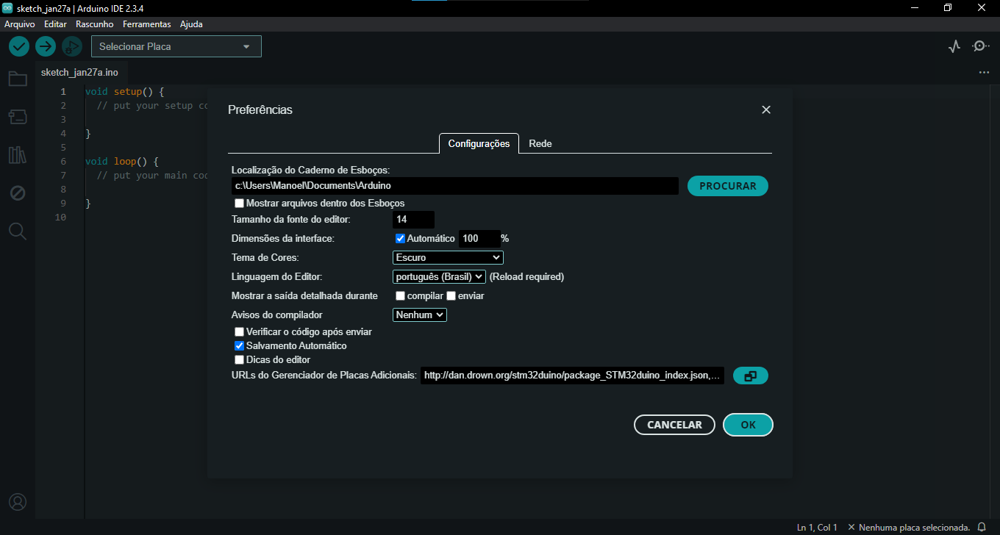 sketch_jan27a | Arduino IDE 2.3.4
Arquivo Editar Rascunho Ferramentas Ajuda
Selecionar Placa
sketch_jan27a.ino
1 void setup() {
2 // put your setup co
3
4 }
5
6 void loop() {
7 // put your main cod
8
9 }
10
Preferências
Configurações Rede
Localização do Caderno de Esboços:
c:\Users\Manoel\Documents\Arduino PROCURAR
Mostrar arquivos dentro dos Esboços
Tamanho da fonte do editor: 14
Dimensões da interface: Automático 100 %
Tema de Cores: Escuro
Linguagem do Editor: português (Brasil) (Reload required)
Mostrar a saída detalhada durante compilar enviar
Avisos do compilador Nenhum
Verificar o código após enviar
Salvamento Automático
Dicas do editor
URLs do Gerenciador de Placas Adicionais: http://dan.drown.org/stm32duino/package_STM32duino_index.json,...
CANCELAR OK
Ln 1, Col 1 Nenhuma placa selecionada.